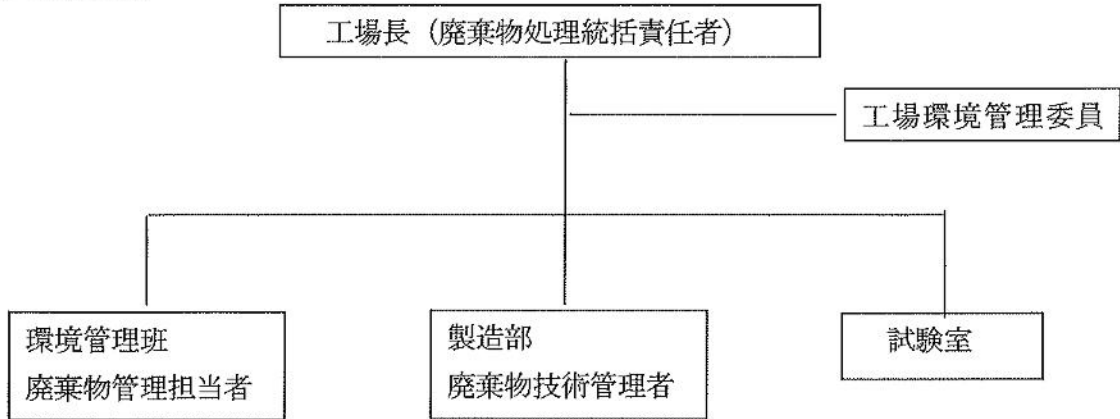 工場長（廃棄物処理統括責任者）
工場環境管理委員
環境管理班
廃棄物管理担当者
製造部
廃棄物技術管理者
試験室